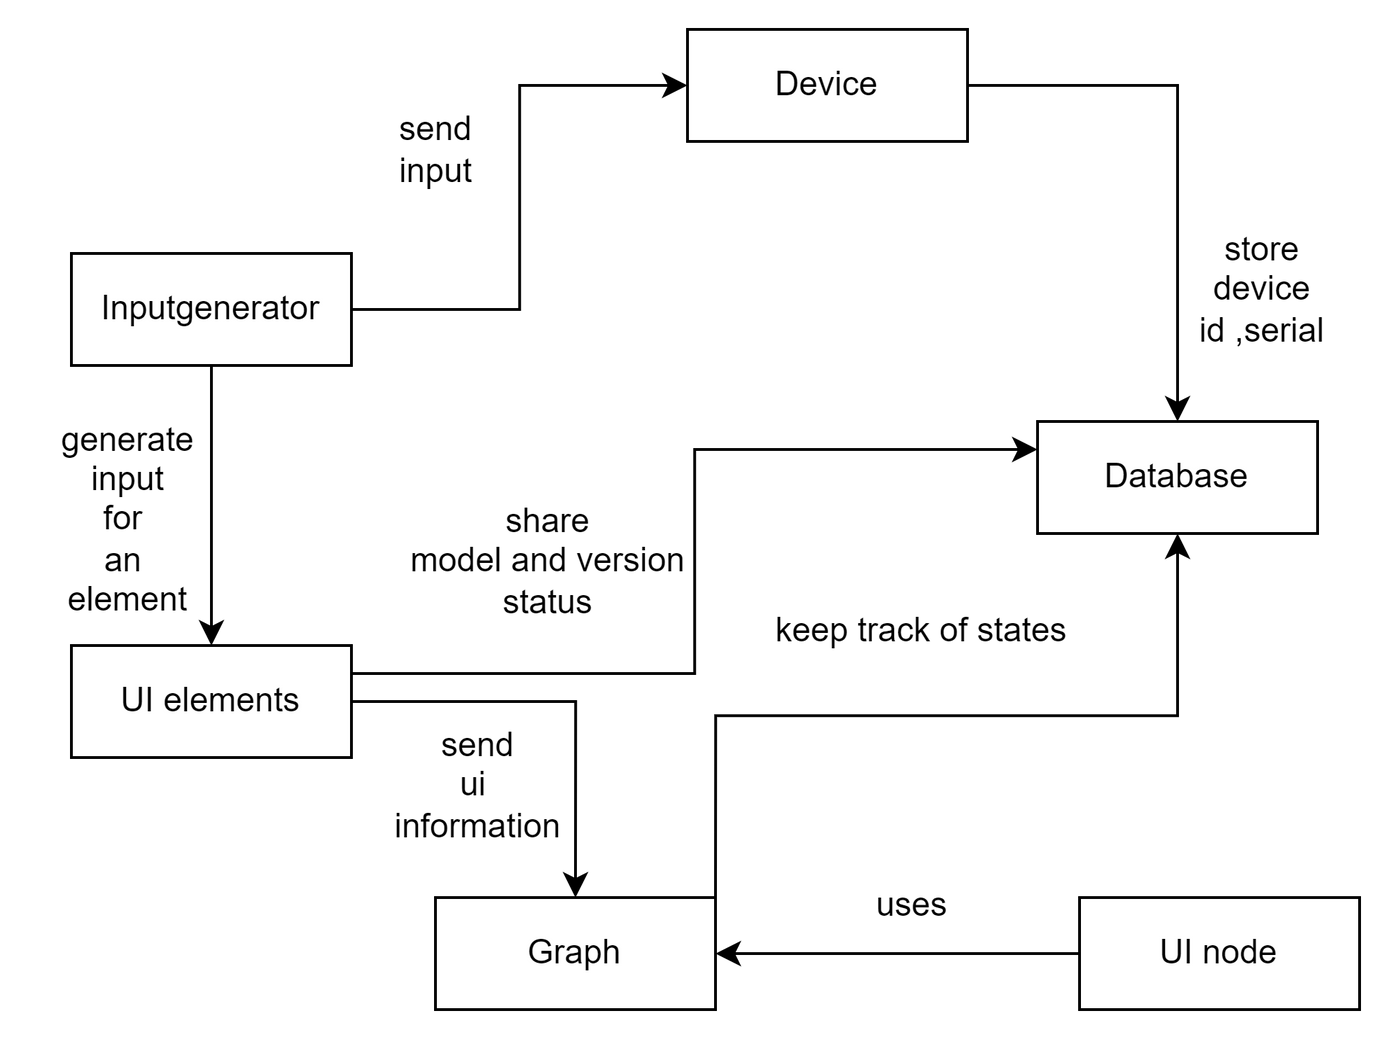 Device
send
input
store
device
id ,serial
Inputgenerator
generate
input
for
an
element
Database
share
model and version
status
keep track of states
UI elements
send
ui
information
uses
Graph
UI node